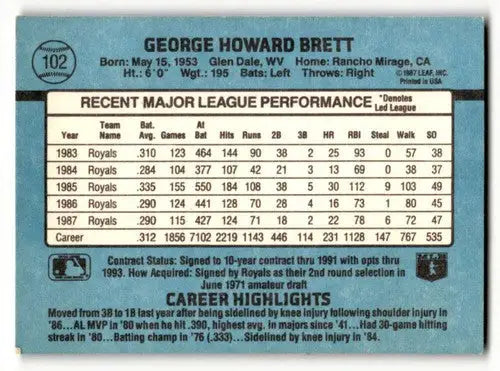 102
GEORGE HOWARD BRETT
Born: May 15, 1953 Glen Dale, WV Home: Rancho Mirage, CA
Ht.: 6'0" Wgt.: 195 Bats: Left Throws: Right
©1987 LEAF, INC.
Printed in USA
RECENT MAJOR LEAGUE PERFORMANCE *Denotes Led League
Year Team Name Bat. Avg. Games At Bat Hits Runs 2B 3B HR RBI Steal Walk SO
1983 Royals .310 123 464 144 90 38 2 25 93 0 57 38
1984 Royals .284 104 377 107 42 21 3 13 69 0 38 37
1985 Royals .335 155 550 184 108 38 5 30 112 9 103 49
1986 Royals .290 124 441 128 70 28 4 16 73 1 80 45
1987 Royals .290 115 427 124 71 18 2 22 78 6 72 47
Career .312 1856 7102 2219 1143 446 114 231 1128 147 767 535
Contract Status: Signed to 10-year contract thru 1991 with opts thru
1993. How Acquired: Signed by Royals as their 2nd round selection in
June 1971 amateur draft
CAREER HIGHLIGHTS
Moved from 3B to 1B last year after being sidelined by knee injury following shoulder injury in
'86...AL MVP in '80 when he hit .390, highest avg. in majors since '41...Had 30-game hitting
streak in '80...Batting champ in '76 (.333)...Sidelined by knee injury in '84.